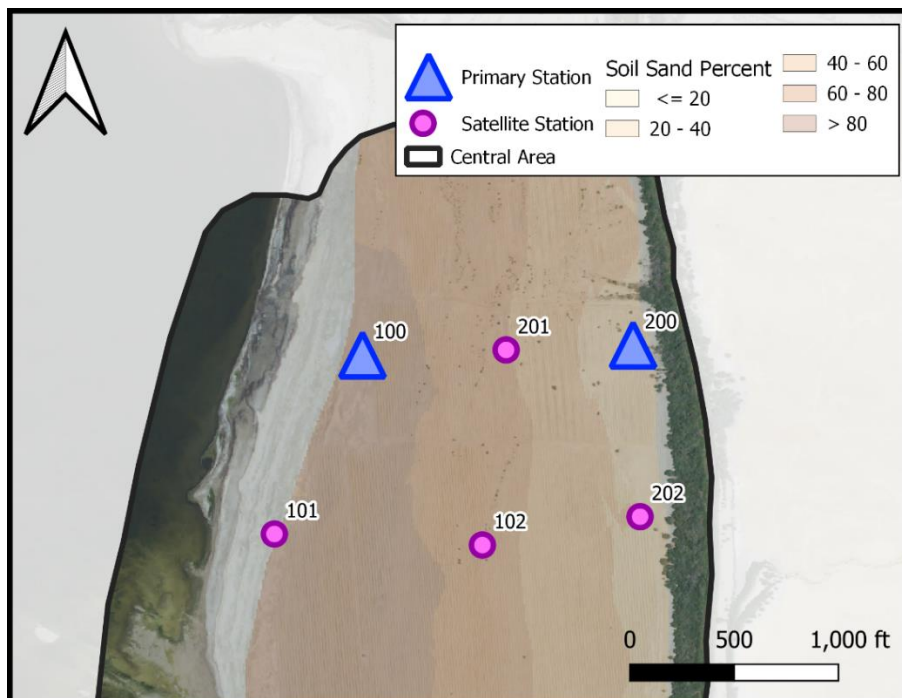 Primary Station
Satellite Station
Central Area
Soil Sand Percent
<= 20
20 - 40
40 - 60
60 - 80
> 80
100
201
200
101
102
202
0 500 1,000 ft